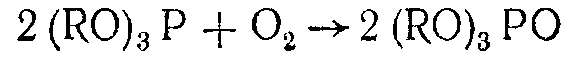 2 (RO)₃ P + O₂ → 2 (RO)₃ PO